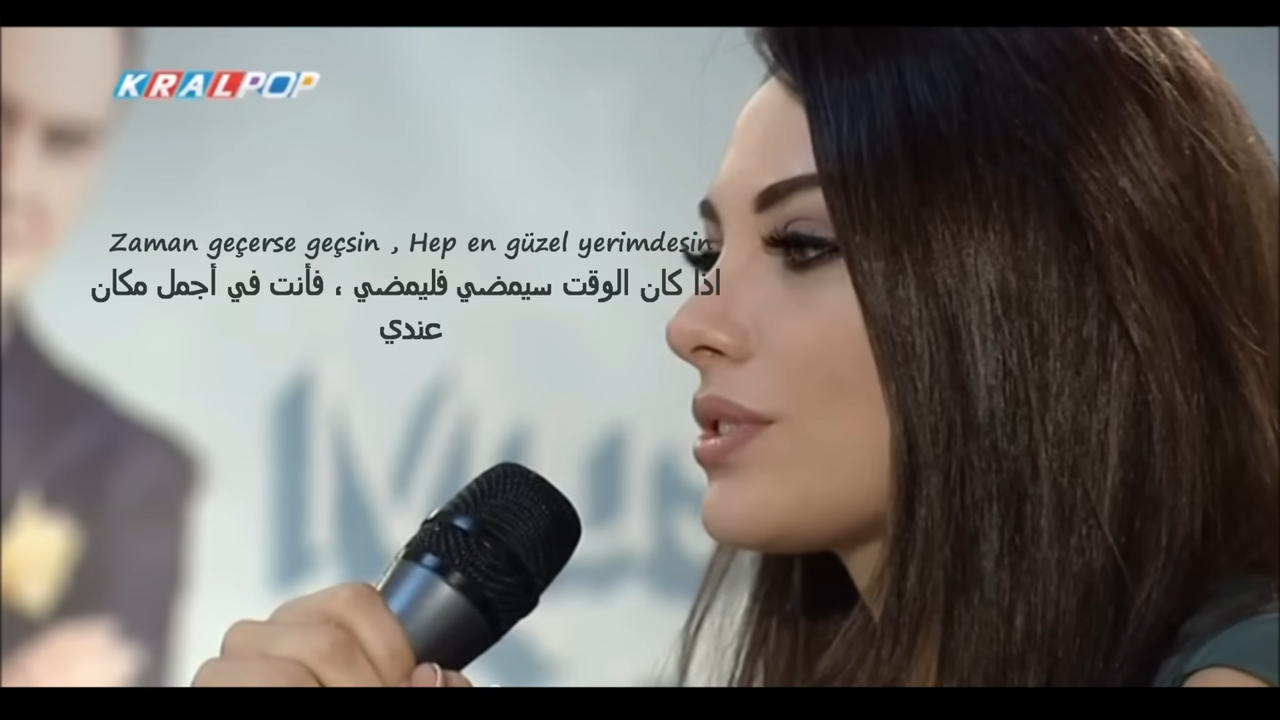 KRALPOP
Zaman geçerse geçsin , Hep en güzel yerimdesin
اذا كان الوقت سيمضي فليمضي ، فأنت في أجمل مكان
عندي